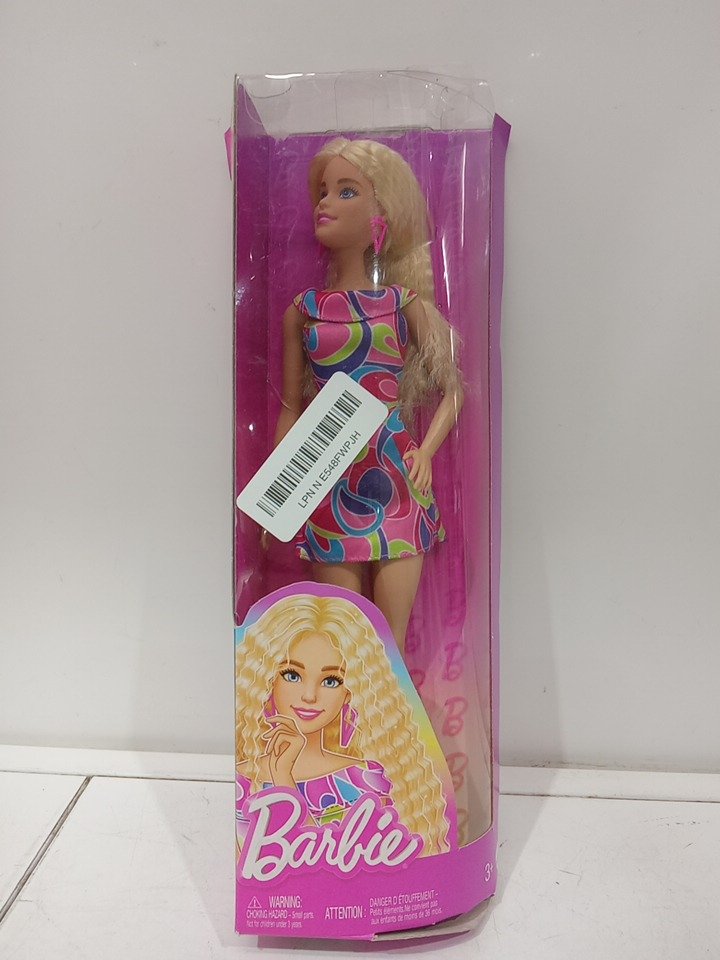 LPN N E548FWPJH
B
B
B
B
B
B
B
Barbie
3+
WARNING:
CHOKING HAZARD – Small parts.
Not for children under 3 years.
ATTENTION :
DANGER D'ÉTOUFFEMENT –
Petits éléments. Ne convient pas
aux enfants de moins de 36 mois.